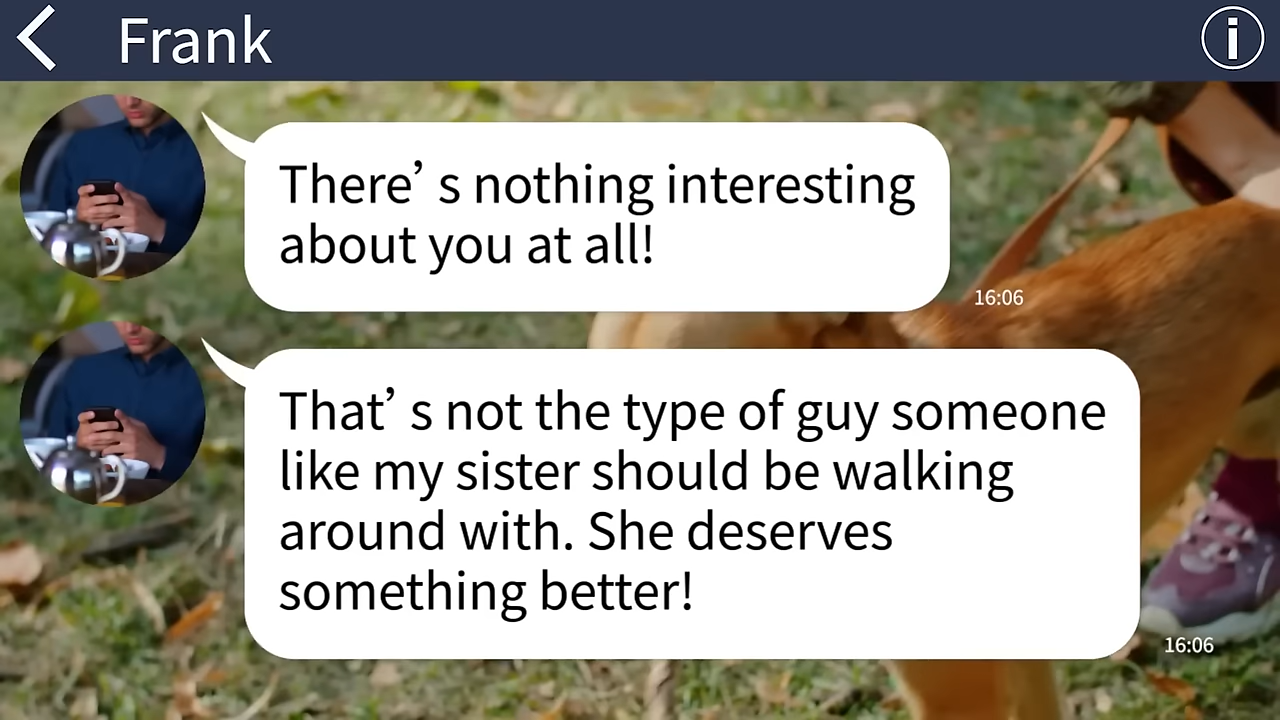 Frank
There’s nothing interesting
about you at all!
16:06
That’s not the type of guy someone
like my sister should be walking
around with. She deserves
something better!
16:06